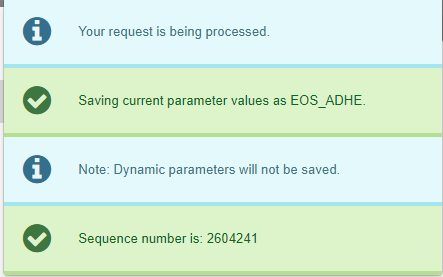 Your request is being processed.
Saving current parameter values as EOS_ADHE.
Note: Dynamic parameters will not be saved.
Sequence number is: 2604241